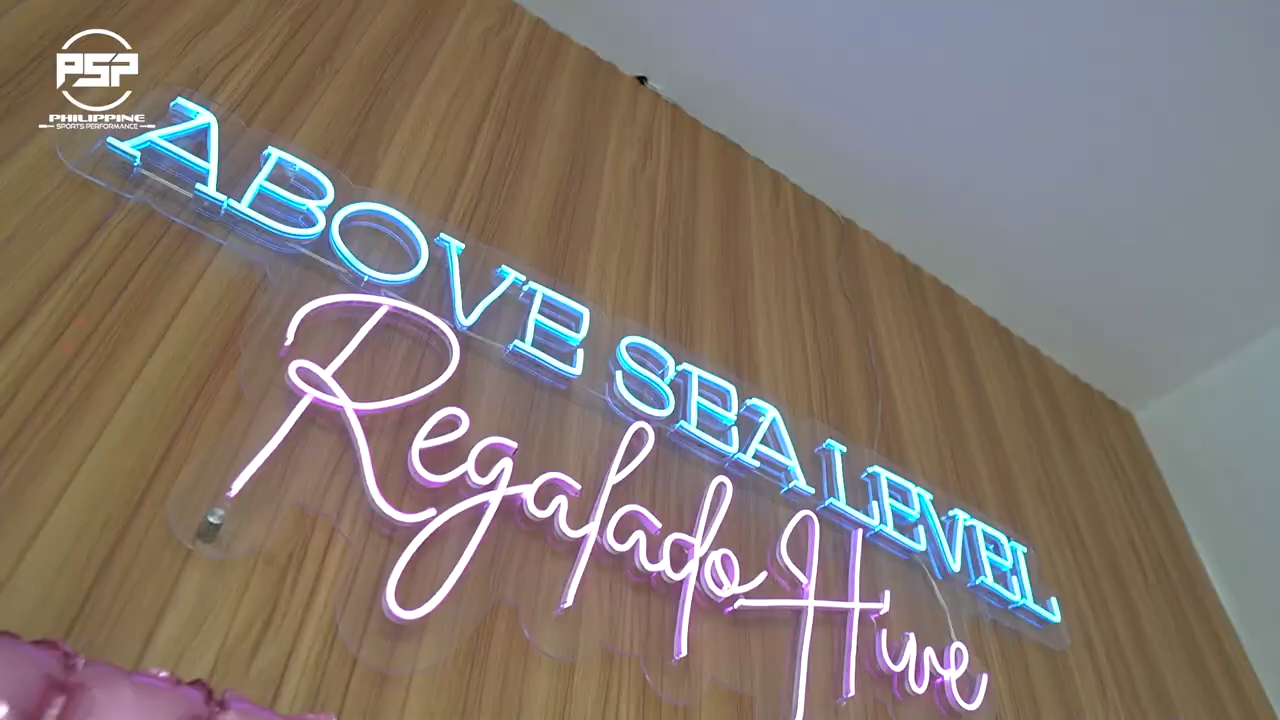 PSP
PHILIPPINE
SPORTS PERFORMANCE
ABOVE SEA LEVEL
Regalado Hive